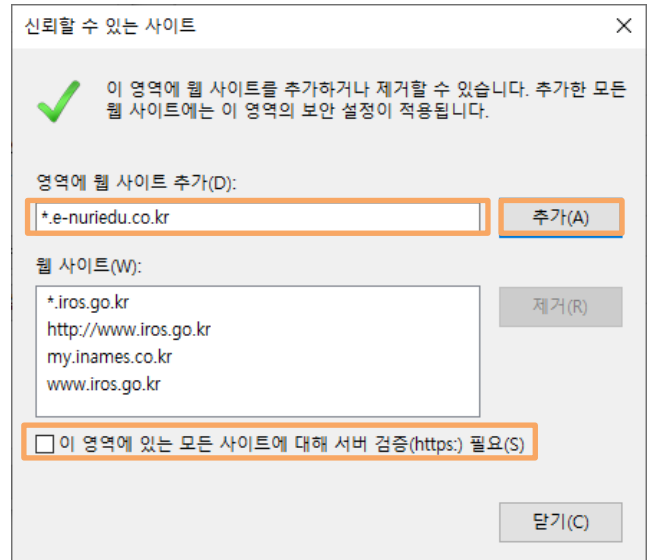 신뢰할 수 있는 사이트
이 영역에 웹 사이트를 추가하거나 제거할 수 있습니다. 추가한 모든
웹 사이트에는 이 영역의 보안 설정이 적용됩니다.
영역에 웹 사이트 추가(D):
*.e-nuriedu.co.kr
추가(A)
웹 사이트(W):
*.iros.go.kr
http://www.iros.go.kr
my.inames.co.kr
www.iros.go.kr
제거(R)
이 영역에 있는 모든 사이트에 대해 서버 검증(https:) 필요(S)
닫기(C)